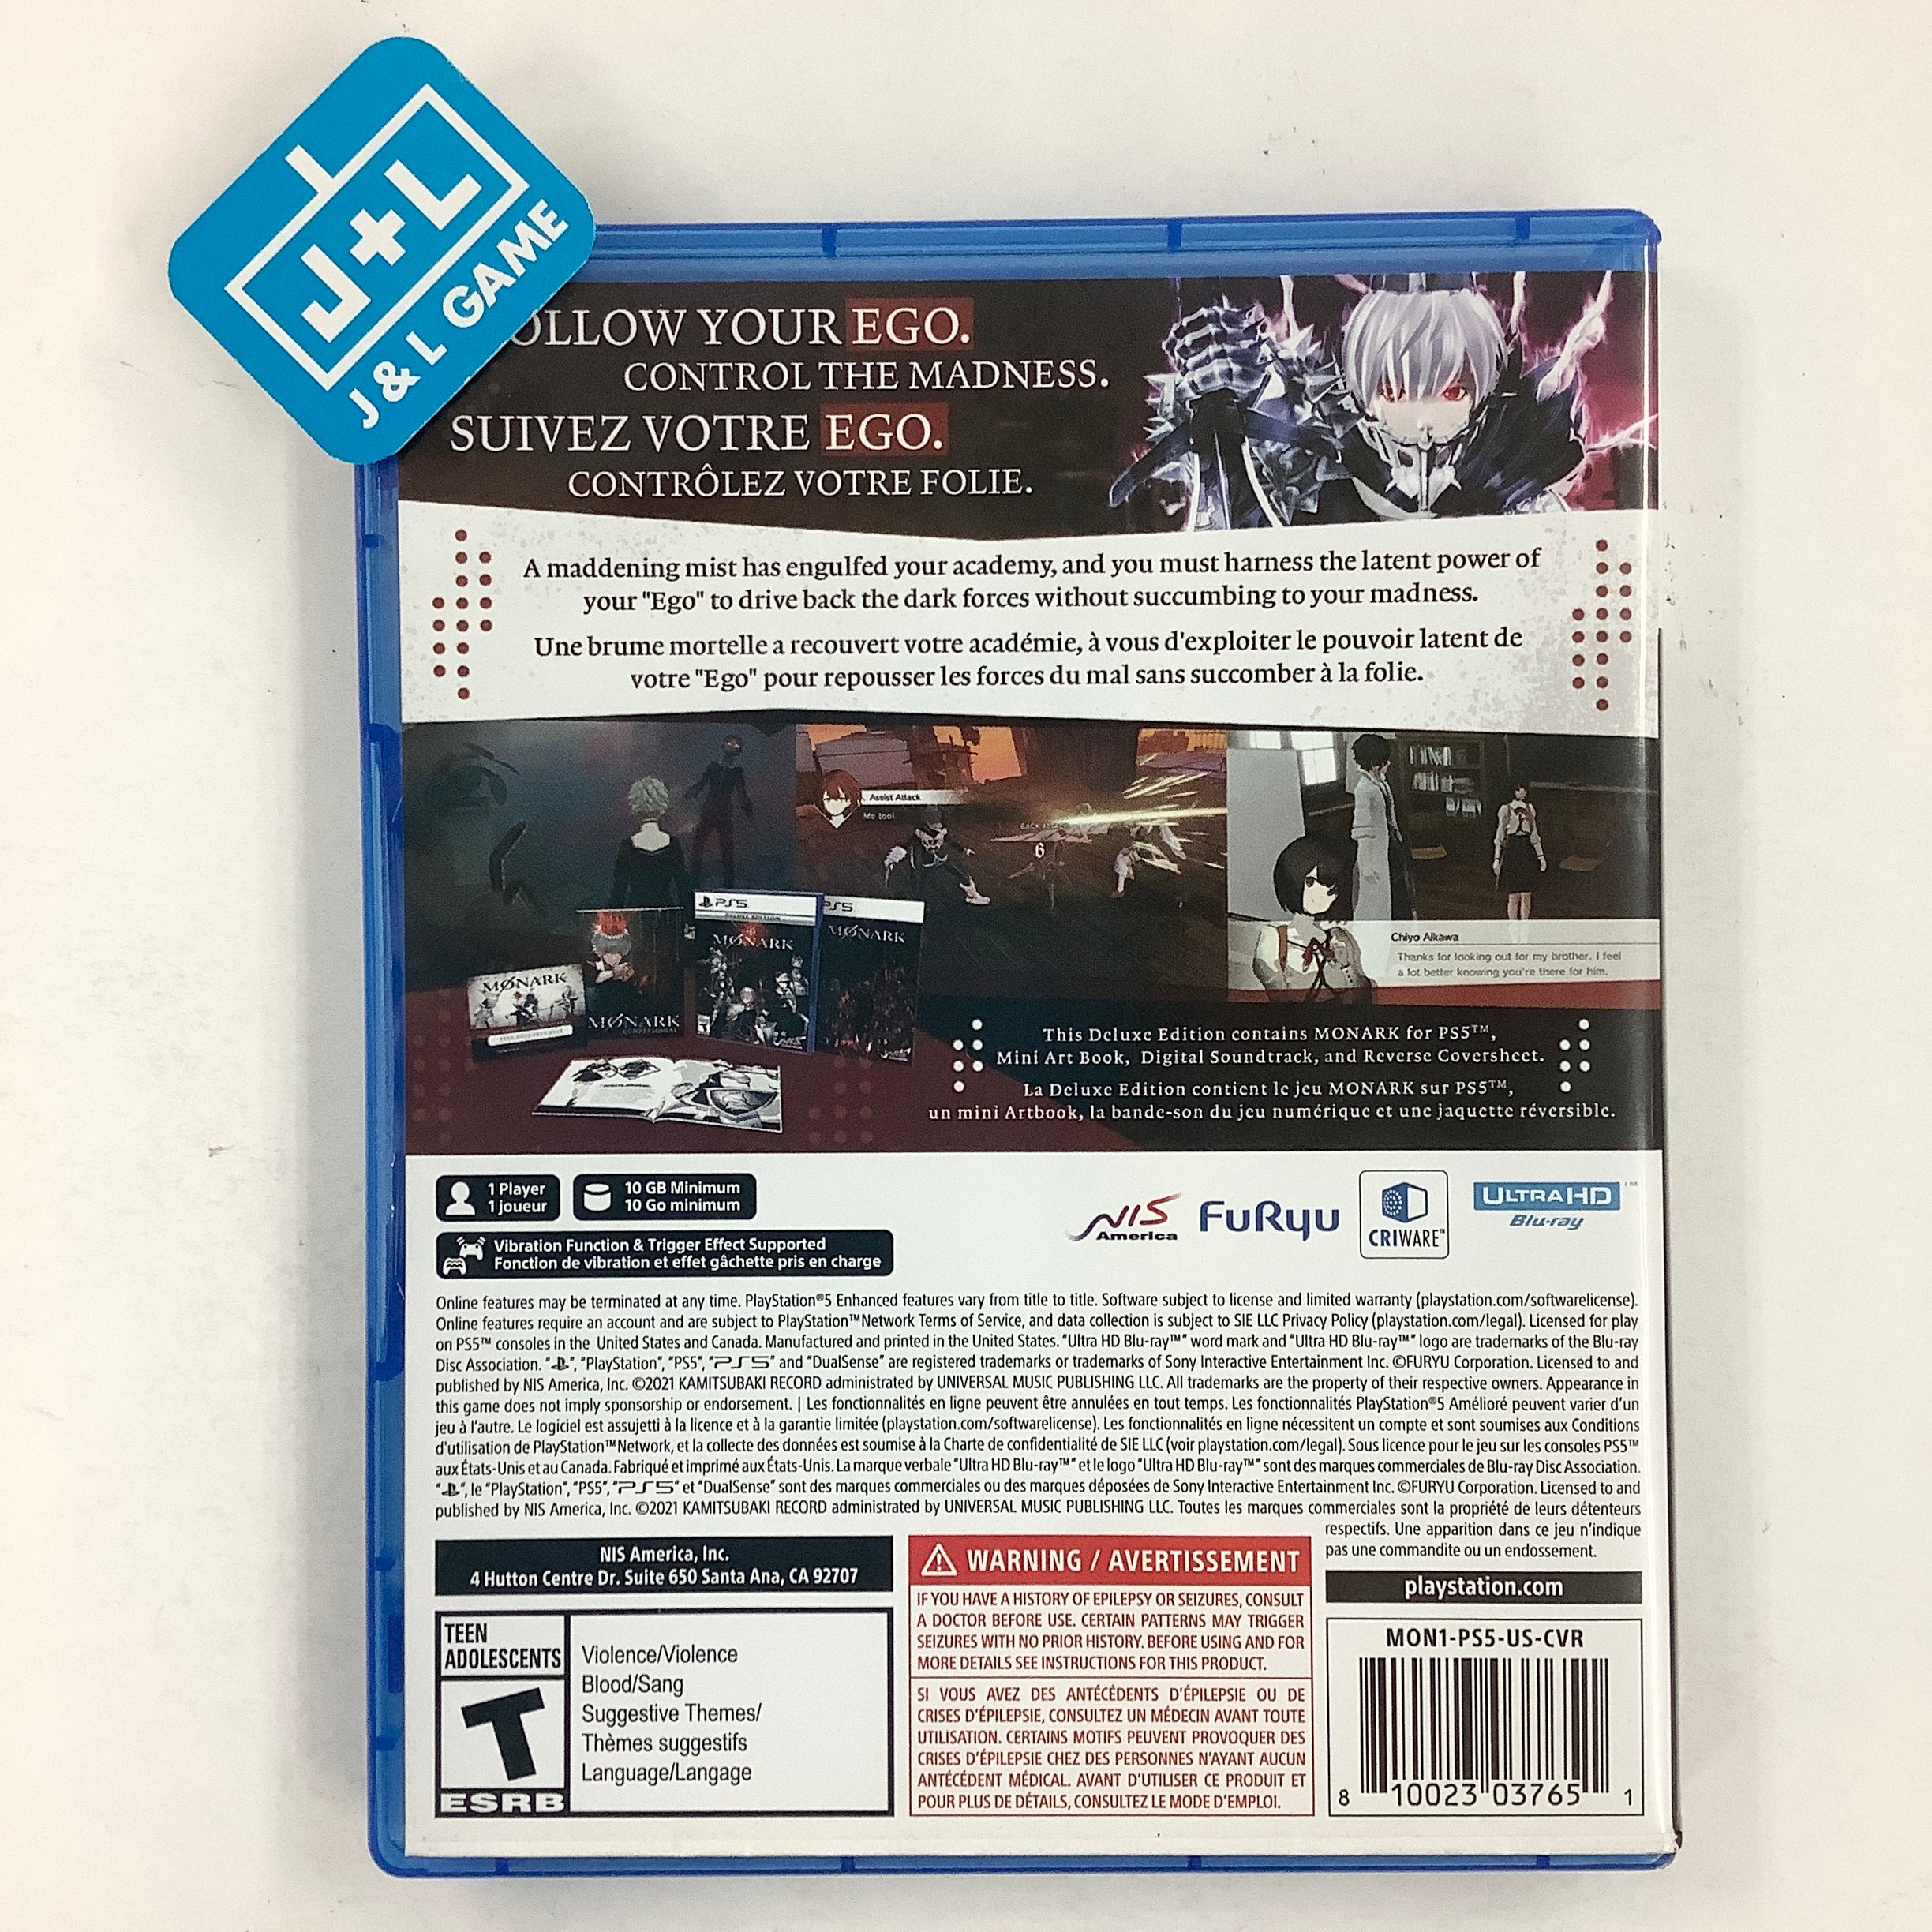 J+L
J & L GAME
OLLOW YOUR EGO.
CONTROL THE MADNESS.
SUIVEZ VOTRE EGO.
CONTRÔLEZ VOTRE FOLIE.
A maddening mist has engulfed your academy, and you must harness the latent power of
your "Ego" to drive back the dark forces without succumbing to your madness.
Une brume mortelle a recouvert votre académie, à vous d'exploiter le pouvoir latent de
votre "Ego" pour repousser les forces du mal sans succomber à la folie.
Assist Attack
Me too!
6
Chiyo Aikawa
Thanks for looking out for my brother. I feel
a lot better knowing you're there for him.
PS5
DELUXE EDITION
MONARK
PS5
MONARK
MONARK
MONARK
This Deluxe Edition contains MONARK for PS5™,
Mini Art Book, Digital Soundtrack, and Reverse Coversheet.
La Deluxe Edition contient le jeu MONARK sur PS5™,
un mini Artbook, la bande-son du jeu numérique et une jaquette réversible.
1 Player
1 joueur
10 GB Minimum
10 Go minimum
Vibration Function & Trigger Effect Supported
Fonction de vibration et effet gâchette pris en charge
NIS America
FuRyu
CRIWARE™
ULTRA HD ™
Blu-ray
Online features may be terminated at any time. PlayStation®5 Enhanced features vary from title to title. Software subject to license and limited warranty (playstation.com/softwarelicense).
Online features require an account and are subject to PlayStation™Network Terms of Service, and data collection is subject to SIE LLC Privacy Policy (playstation.com/legal). Licensed for play
on PS5™ consoles in the United States and Canada. Manufactured and printed in the United States. "Ultra HD Blu-ray™" word mark and "Ultra HD Blu-ray™" logo are trademarks of the Blu-ray
Disc Association. "", "PlayStation", "PS5", "PS5" and "DualSense" are registered trademarks or trademarks of Sony Interactive Entertainment Inc. ©FURYU Corporation. Licensed to and
published by NIS America, Inc. ©2021 KAMITSUBAKI RECORD administrated by UNIVERSAL MUSIC PUBLISHING LLC. All trademarks are the property of their respective owners. Appearance in
this game does not imply sponsorship or endorsement. | Les fonctionnalités en ligne peuvent être annulées en tout temps. Les fonctionnalités PlayStation®5 Amélioré peuvent varier d'un
jeu à l'autre. Le logiciel est assujetti à la licence et à la garantie limitée (playstation.com/softwarelicense). Les fonctionnalités en ligne nécessitent un compte et sont soumises aux Conditions
d'utilisation de PlayStation™Network, et la collecte des données est soumise à la Charte de confidentialité de SIE LLC (voir playstation.com/legal). Sous licence pour le jeu sur les consoles PS5™
aux États-Unis et au Canada. Fabriqué et imprimé aux États-Unis. La marque verbale "Ultra HD Blu-ray™" et le logo "Ultra HD Blu-ray™" sont des marques commerciales de Blu-ray Disc Association.
"", le "PlayStation", "PS5", "PS5" et "DualSense" sont des marques commerciales ou des marques déposées de Sony Interactive Entertainment Inc. ©FURYU Corporation. Licensed to and
published by NIS America, Inc. ©2021 KAMITSUBAKI RECORD administrated by UNIVERSAL MUSIC PUBLISHING LLC. Toutes les marques commerciales sont la propriété de leurs détenteurs
respectifs. Une apparition dans ce jeu n'indique
pas une commandite ou un endossement.
NIS America, Inc.
4 Hutton Centre Dr. Suite 650 Santa Ana, CA 92707
TEEN
ADOLESCENTS
T
ESRB
Violence/Violence
Blood/Sang
Suggestive Themes/
Thèmes suggestifs
Language/Langage
WARNING / AVERTISSEMENT
IF YOU HAVE A HISTORY OF EPILEPSY OR SEIZURES, CONSULT
A DOCTOR BEFORE USE. CERTAIN PATTERNS MAY TRIGGER
SEIZURES WITH NO PRIOR HISTORY. BEFORE USING AND FOR
MORE DETAILS SEE INSTRUCTIONS FOR THIS PRODUCT.
SI VOUS AVEZ DES ANTÉCÉDENTS D'ÉPILEPSIE OU DE
CRISES D'ÉPILEPSIE, CONSULTEZ UN MÉDECIN AVANT TOUTE
UTILISATION. CERTAINS MOTIFS PEUVENT PROVOQUER DES
CRISES D'ÉPILEPSIE CHEZ DES PERSONNES N'AYANT AUCUN
ANTÉCÉDENT MÉDICAL. AVANT D'UTILISER CE PRODUIT ET
POUR PLUS DE DÉTAILS, CONSULTEZ LE MODE D'EMPLOI.
playstation.com
MON1-PS5-US-CVR
8 10023 03765 1